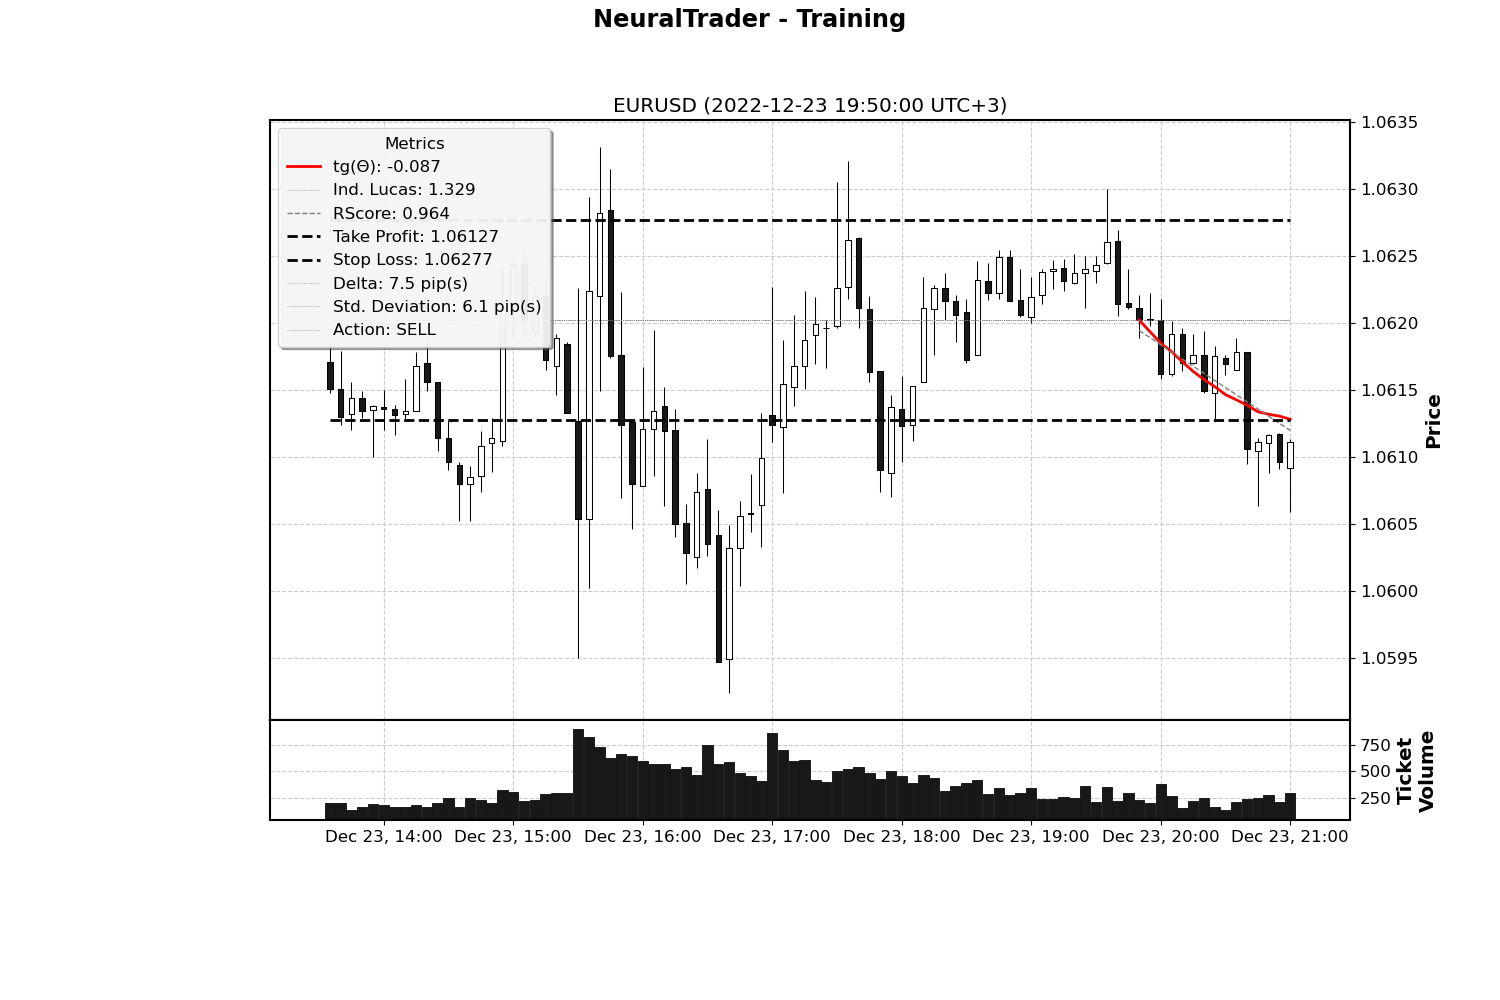 NeuralTrader - Training
EURUSD (2022-12-23 19:50:00 UTC+3)
Metrics
tg(Θ): -0.087
Ind. Lucas: 1.329
RScore: 0.964
Take Profit: 1.06127
Stop Loss: 1.06277
Delta: 7.5 pip(s)
Std. Deviation: 6.1 pip(s)
Action: SELL
1.0635
1.0630
1.0625
1.0620
1.0615
1.0610
1.0605
1.0600
1.0595
Price
750
500
250
Ticket
Volume
Dec 23, 14:00 Dec 23, 15:00 Dec 23, 16:00 Dec 23, 17:00 Dec 23, 18:00 Dec 23, 19:00 Dec 23, 20:00 Dec 23, 21:00